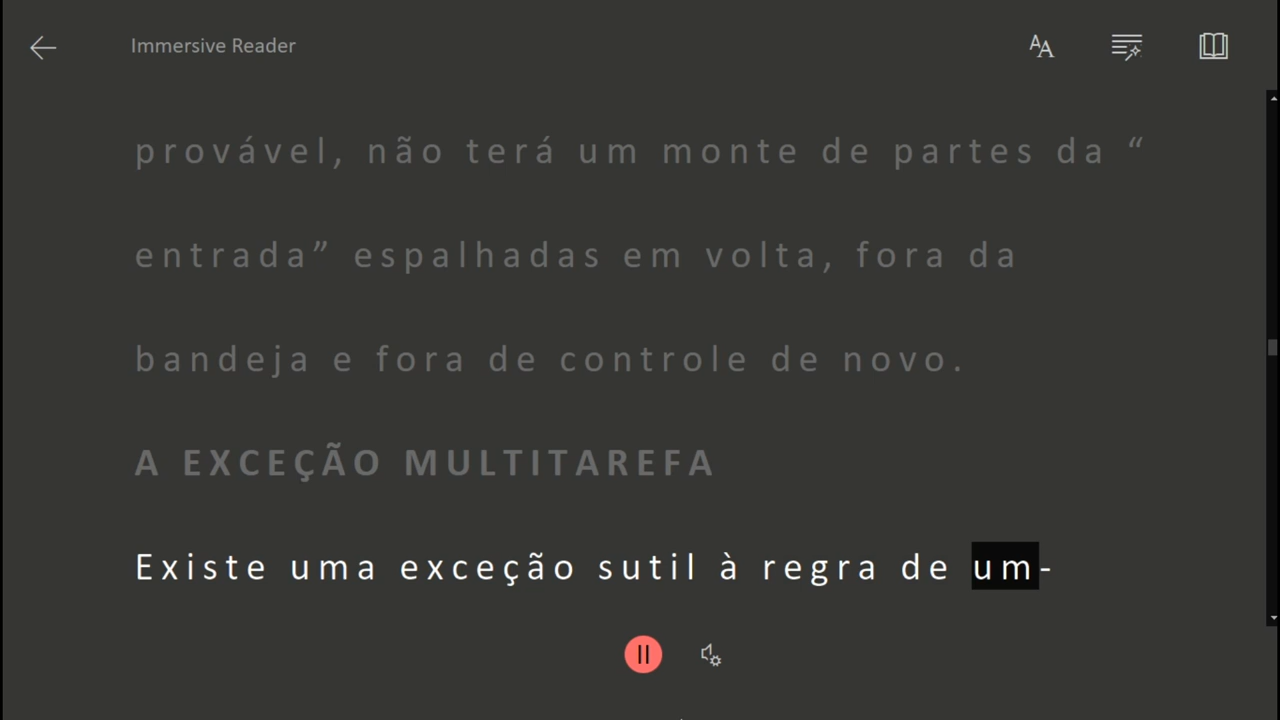 Immersive Reader
provável, não terá um monte de partes da “
entrada” espalhadas em volta, fora da
bandeja e fora de controle de novo.
A EXCEÇÃO MULTITAREFA
Existe uma exceção sutil à regra de um-